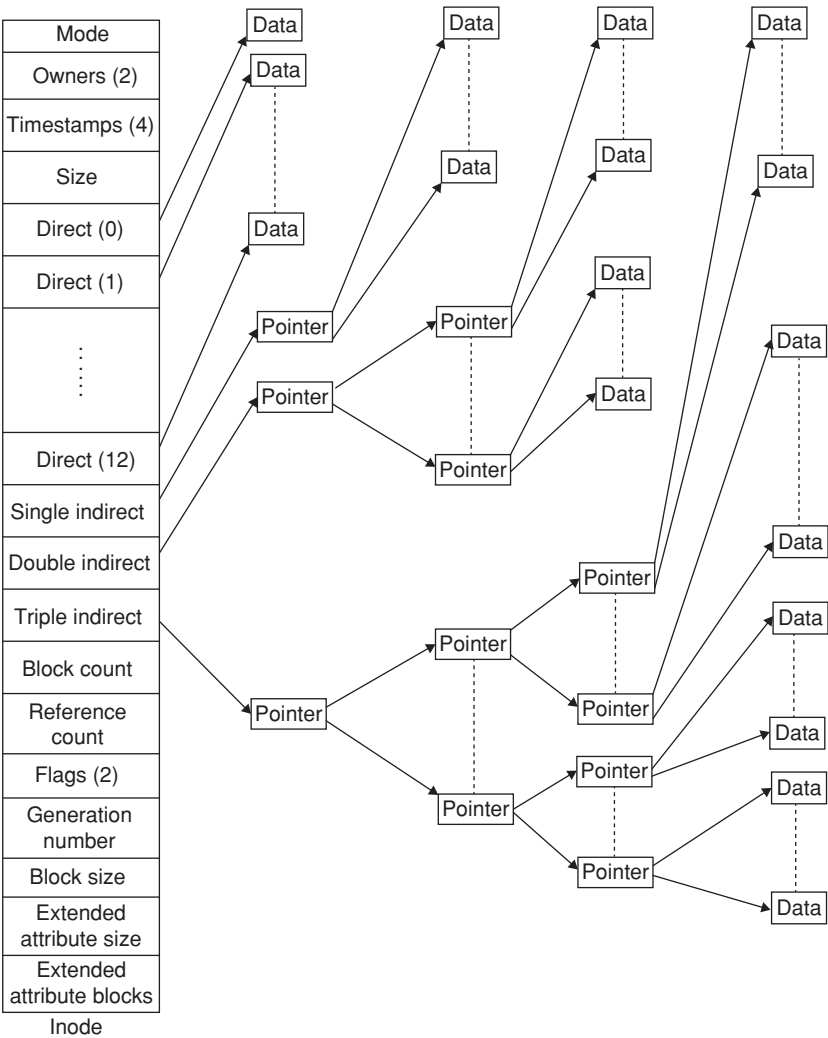 Mode
Owners (2)
Timestamps (4)
Size
Direct (0)
Direct (1)
Direct (12)
Single indirect
Double indirect
Triple indirect
Block count
Reference
count
Flags (2)
Generation
number
Block size
Extended
attribute size
Extended
attribute blocks
Inode
Data
Data
Data
Pointer
Pointer
Pointer
Data
Data
Pointer
Pointer
Pointer
Pointer
Data
Data
Data
Data
Pointer
Pointer
Pointer
Pointer
Data
Data
Data
Data
Data
Data
Data
Data